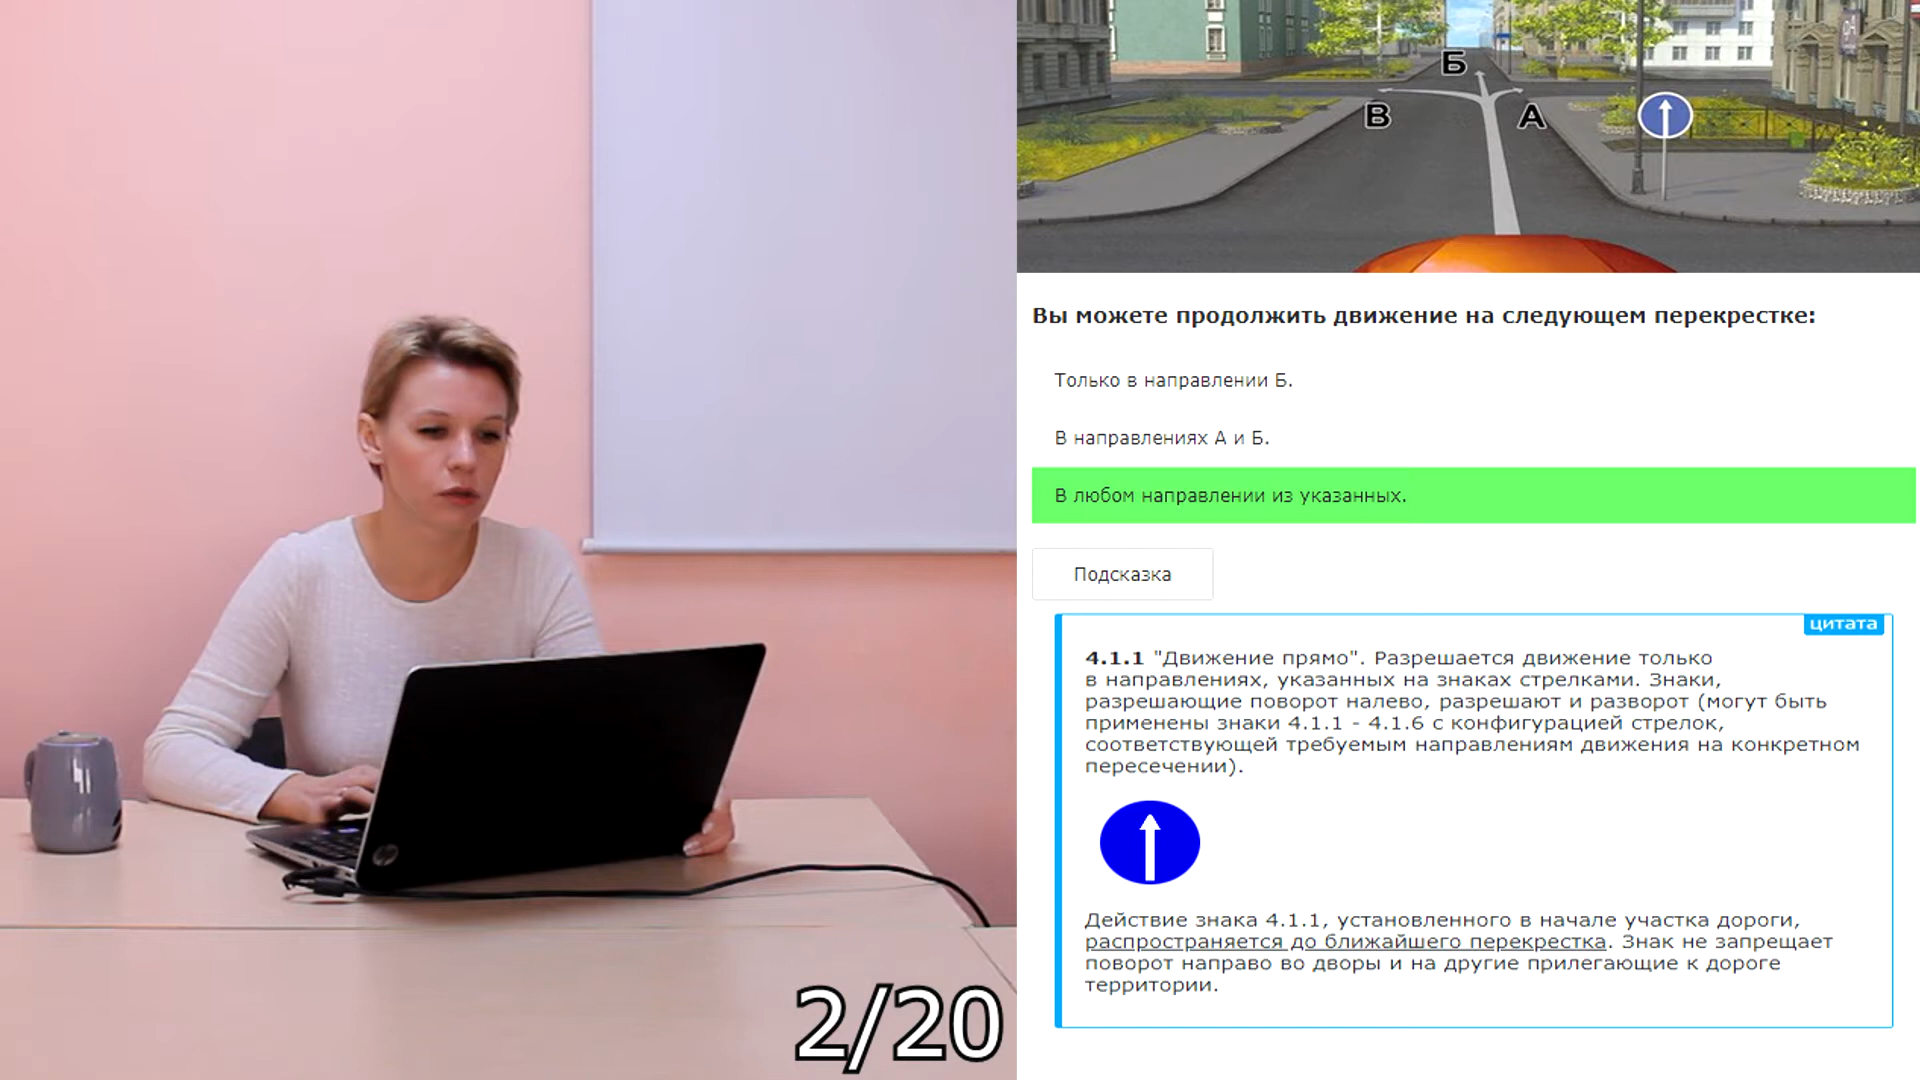 Б
В
А
Вы можете продолжить движение на следующем перекрестке:
Только в направлении Б.
В направлениях А и Б.
В любом направлении из указанных.
Подсказка
цитата
4.1.1 "Движение прямо". Разрешается движение только
в направлениях, указанных на знаках стрелками. Знаки,
разрешающие поворот налево, разрешают и разворот (могут быть
применены знаки 4.1.1 - 4.1.6 с конфигурацией стрелок,
соответствующей требуемым направлениям движения на конкретном
пересечении).
Действие знака 4.1.1, установленного в начале участка дороги,
распространяется до ближайшего перекрестка. Знак не запрещает
поворот направо во дворы и на другие прилегающие к дороге
территории.
2/20